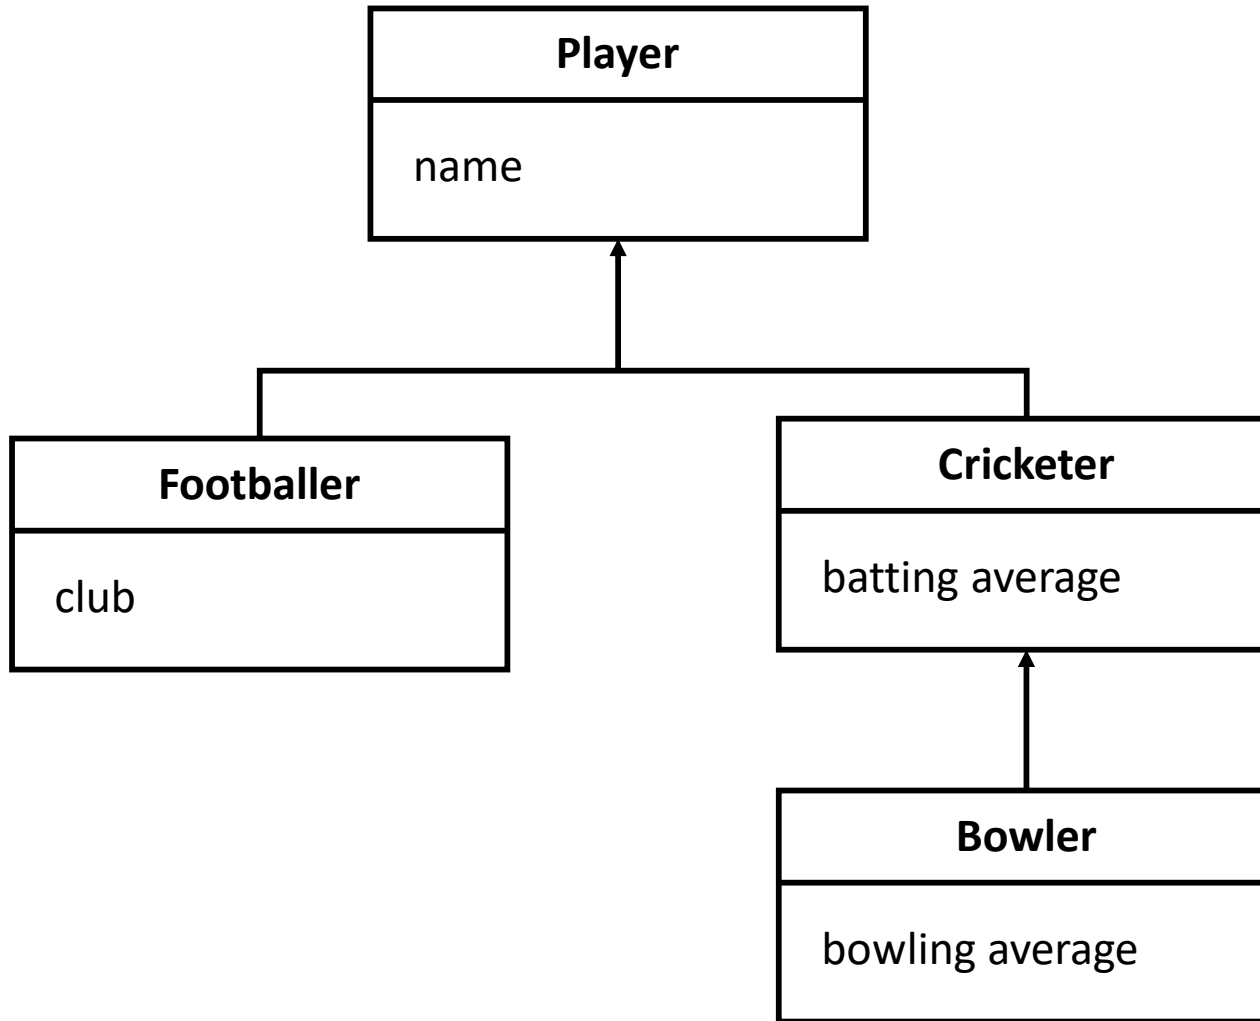 Player
name
Footballer
club
Cricketer
batting average
Bowler
bowling average